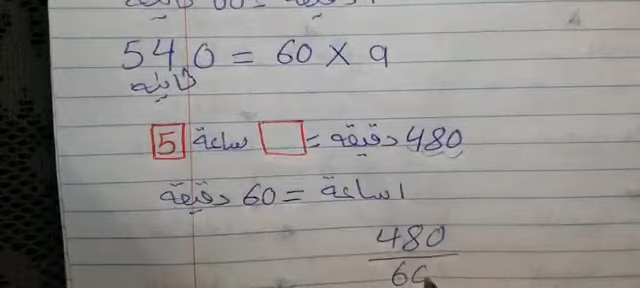 9 × 60 = 540
ثانية
480 دقيقة = ساعة 5
1 ساعة = 60 دقيقة
480
60